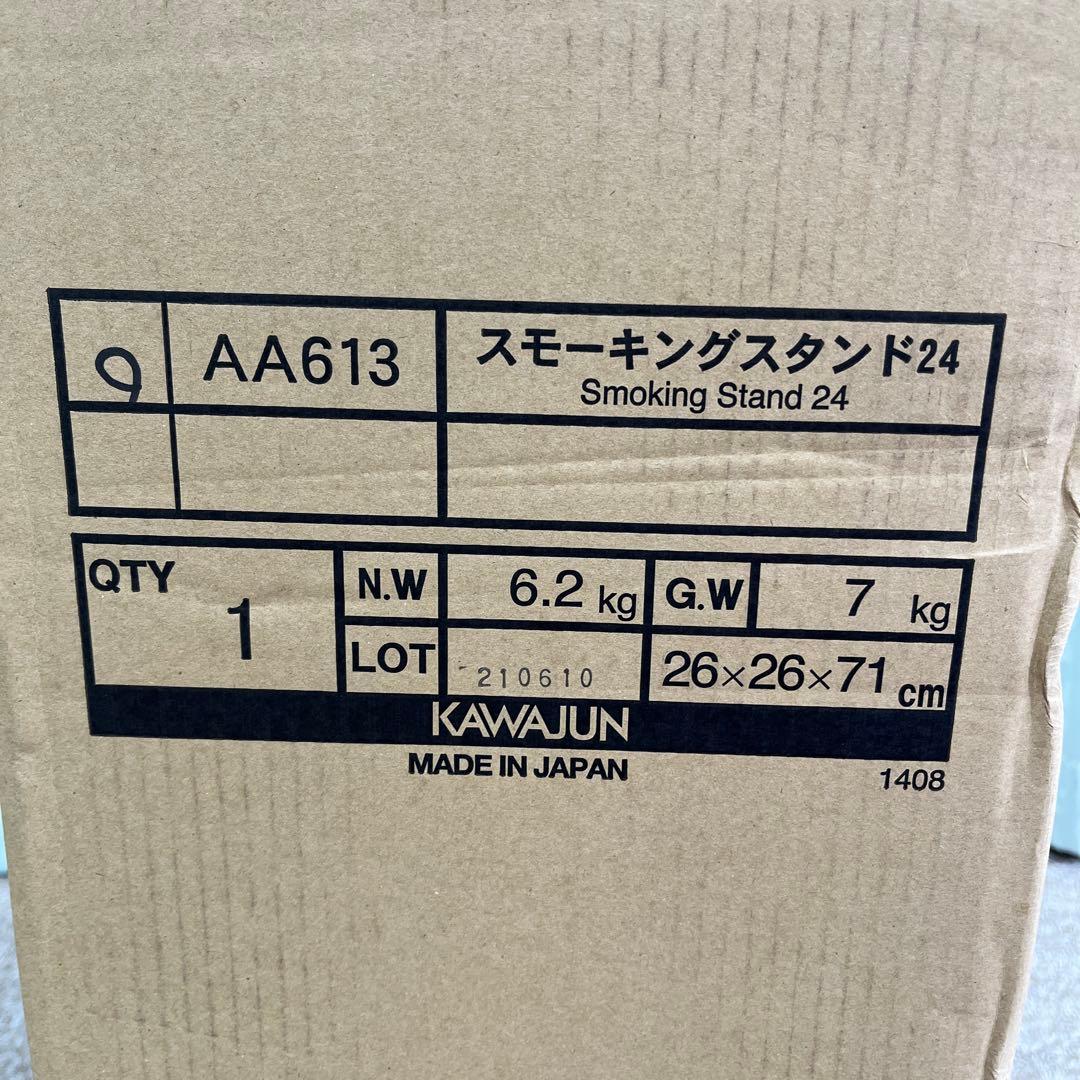 9 AA613 スモーキングスタンド24
Smoking Stand 24
QTY 1 N.W 6.2 kg G.W 7 kg
LOT 210610 26×26×71 cm
KAWAJUN
MADE IN JAPAN 1408